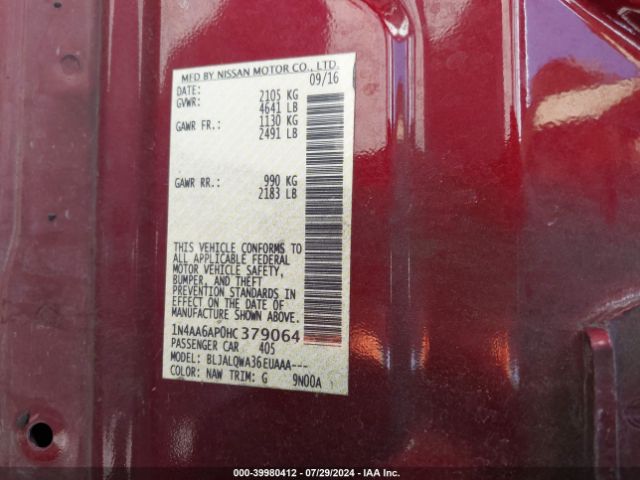 MFD BY NISSAN MOTOR CO., LTD.
DATE: 09/16
GVWR: 2105 KG
4641 LB
GAWR FR.: 1130 KG
2491 LB
GAWR RR.: 990 KG
2183 LB
THIS VEHICLE CONFORMS TO
ALL APPLICABLE FEDERAL
MOTOR VEHICLE SAFETY,
BUMPER, AND THEFT
PREVENTION STANDARDS IN
EFFECT ON THE DATE OF
MANUFACTURE SHOWN ABOVE.
1N4AA6AP0HC379064
PASSENGER CAR 405
MODEL: BLJALQWA36EUAAA---
COLOR: NAW TRIM: G 9N00A
000-39980412 - 07/29/2024 - IAA Inc.